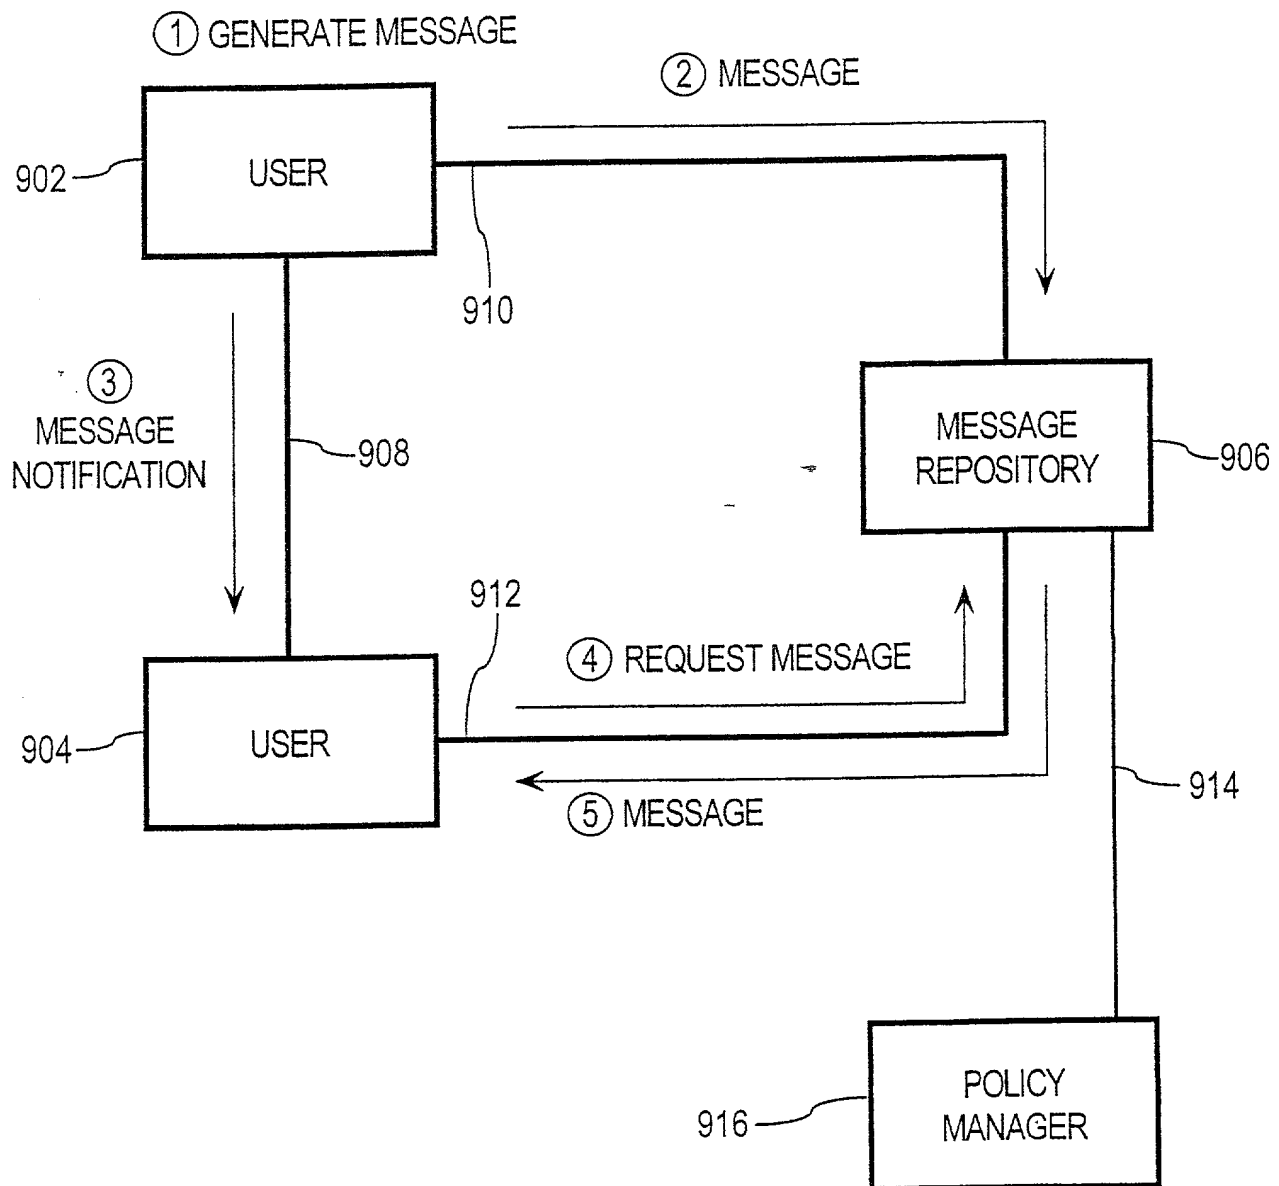 1 GENERATE MESSAGE
2 MESSAGE
902
USER
910
3
MESSAGE
NOTIFICATION
908
MESSAGE
REPOSITORY
906
912
4 REQUEST MESSAGE
904
USER
5 MESSAGE
914
916
POLICY
MANAGER